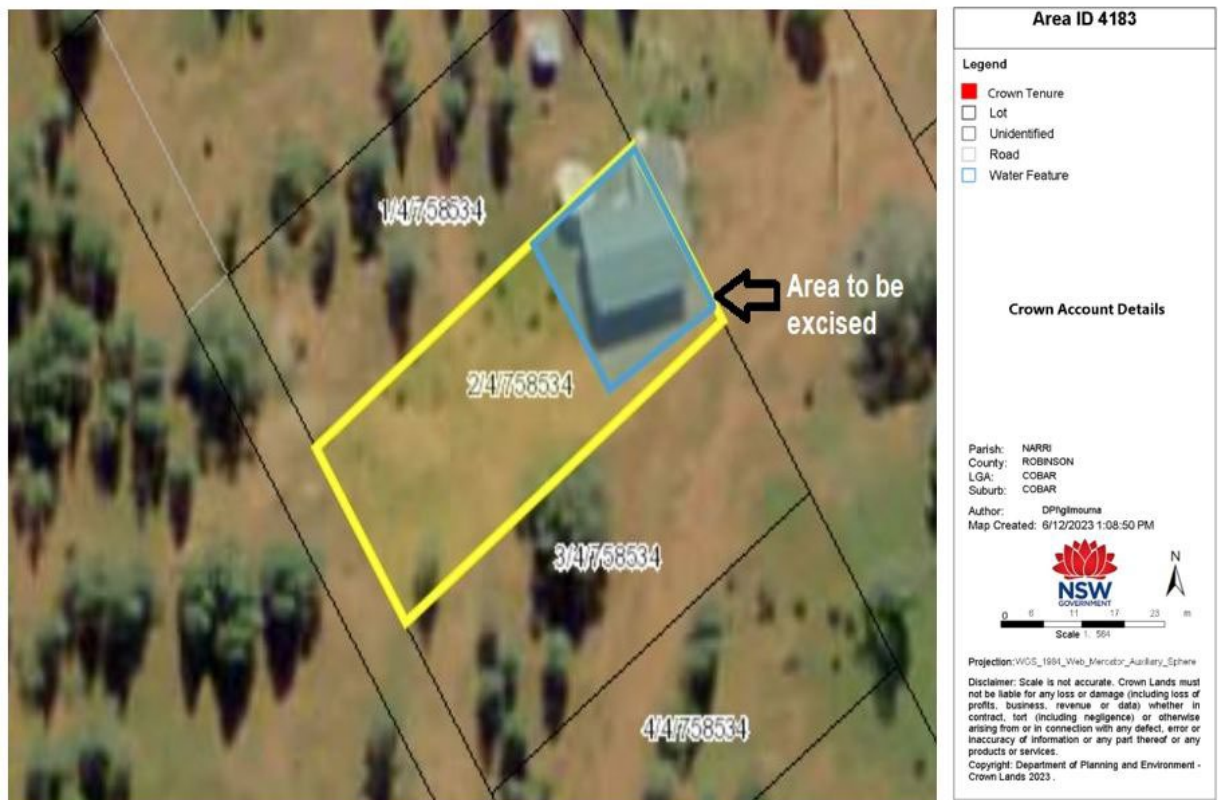 1/4/758534
Area to be
excised
2/4/758534
3/4/758534
4/4/758534
Area ID 4183
Legend
Crown Tenure
Lot
Unidentified
Road
Water Feature
Crown Account Details
Parish: NARRI
County: ROBINSON
LGA: COBAR
Suburb: COBAR
Author: DPI\gilmouma
Map Created: 6/12/2023 1:08:50 PM
NSW
GOVERNMENT
N
0 6 11 17 23 m
Scale 1: 564
Projection: WGS_1984_Web_Mercator_Auxiliary_Sphere
Disclaimer: Scale is not accurate. Crown Lands must
not be liable for any loss or damage (including loss of
profits, business, revenue or data) whether in
contract, tort (including negligence) or otherwise
arising from or in connection with any defect, error or
inaccuracy of information or any part thereof or any
products or services.
Copyright: Department of Planning and Environment -
Crown Lands 2023 .